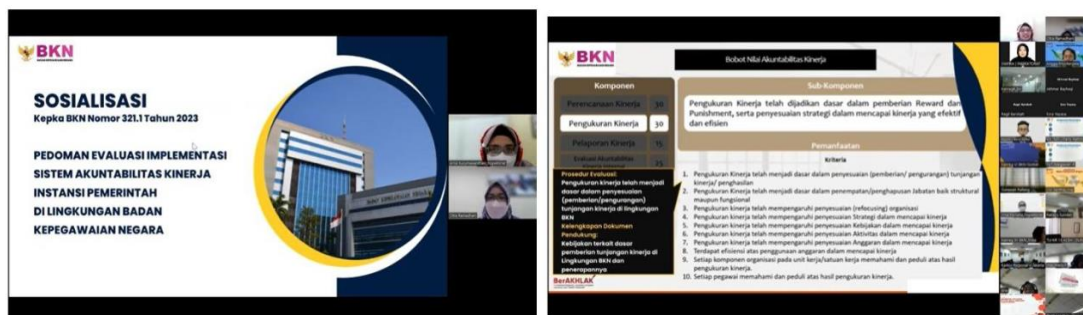 BKN
SOSIALISASI
Kepka BKN Nomor 321.1 Tahun 2023
PEDOMAN EVALUASI IMPLEMENTASI
SISTEM AKUNTABILITAS KINERJA
INSTANSI PEMERINTAH
DI LINGKUNGAN BADAN
KEPEGAWAIAN NEGARA
BKN
Bobot Nilai Akuntabilitas Kinerja
Komponen
Perencanaan Kinerja 30
Pengukuran Kinerja 30
Pelaporan Kinerja 15
Evaluasi Akuntabilitas
25
Sub-Komponen
Pengukuran Kinerja telah dijadikan dasar dalam pemberian Reward dan
Punishment, serta penyesuaian strategi dalam mencapai kinerja yang efektif
dan efisien
Pemanfaatan
Kriteria
Prosedur Evaluasi:
Pengukuran kinerja telah menjadi
dasar dalam penyesuaian
(pemberian/pengurangan)
tunjangan kinerja di lingkungan
BKN
Kelengkapan Dokumen
Pendukung:
Kebijakan terkait dasar
pemberian tunjangan kinerja di
Lingkungan BKN dan
penerapannya
1. Pengukuran Kinerja telah menjadi dasar dalam penyesuaian (pemberian/ pengurangan) tunjangan
kinerja/ penghasilan
2. Pengukuran Kinerja telah menjadi dasar dalam penempatan/penghapusan Jabatan baik struktural
maupun fungsional
3. Pengukuran kinerja telah mempengaruhi penyesuaian (refocusing) organisasi
4. Pengukuran kinerja telah mempengaruhi penyesuaian Strategi dalam mencapai kinerja
5. Pengukuran kinerja telah mempengaruhi penyesuaian Kebijakan dalam mencapai kinerja
6. Pengukuran kinerja telah mempengaruhi penyesuaian Aktivitas dalam mencapai kinerja
7. Pengukuran kinerja telah mempengaruhi penyesuaian Anggaran dalam mencapai kinerja
8. Terdapat efisiensi atas penggunaan anggaran dalam mencapai kinerja
9. Setiap komponen organisasi pada unit kerja/satuan kerja memahami dan peduli atas hasil
pengukuran kinerja.
10. Setiap pegawai memahami dan peduli atas hasil pengukuran kinerja.
BerAKHLAK